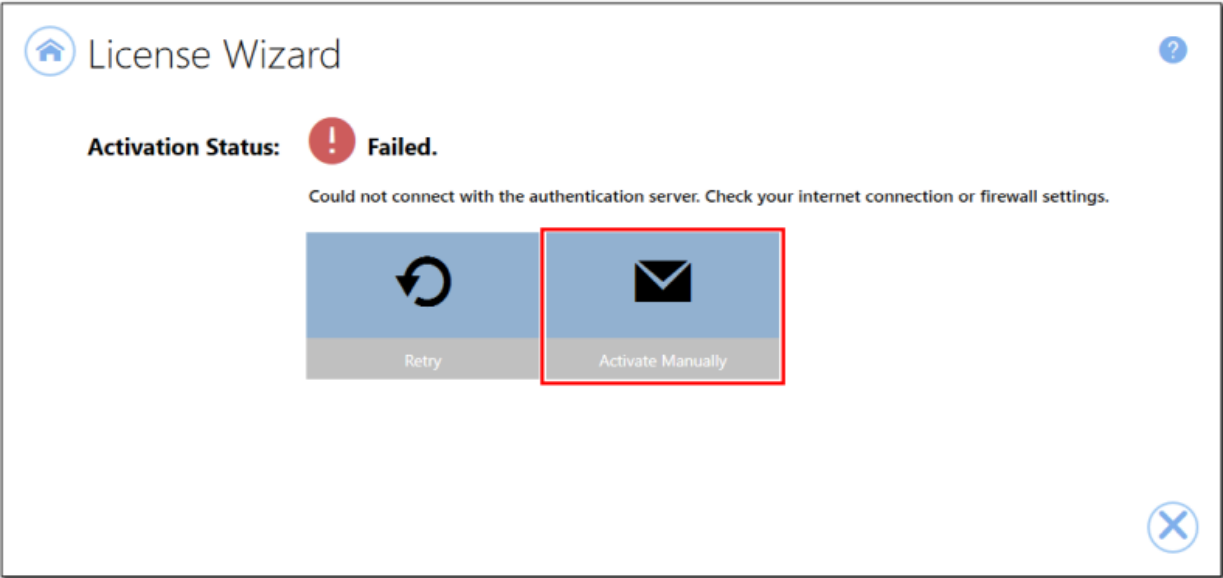 License Wizard
?
Activation Status:
! Failed.
Could not connect with the authentication server. Check your internet connection or firewall settings.
Retry
Activate Manually